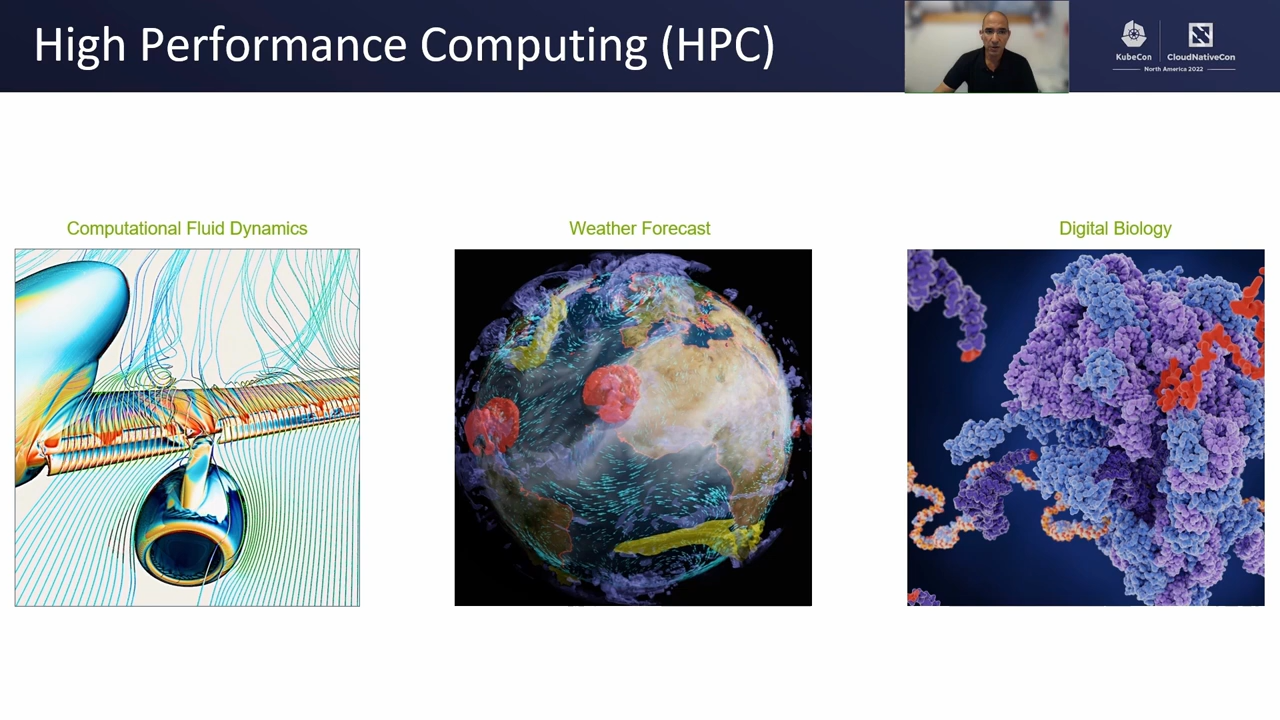 High Performance Computing (HPC)
KubeCon
CloudNativeCon
North America 2022
Computational Fluid Dynamics
Weather Forecast
Digital Biology